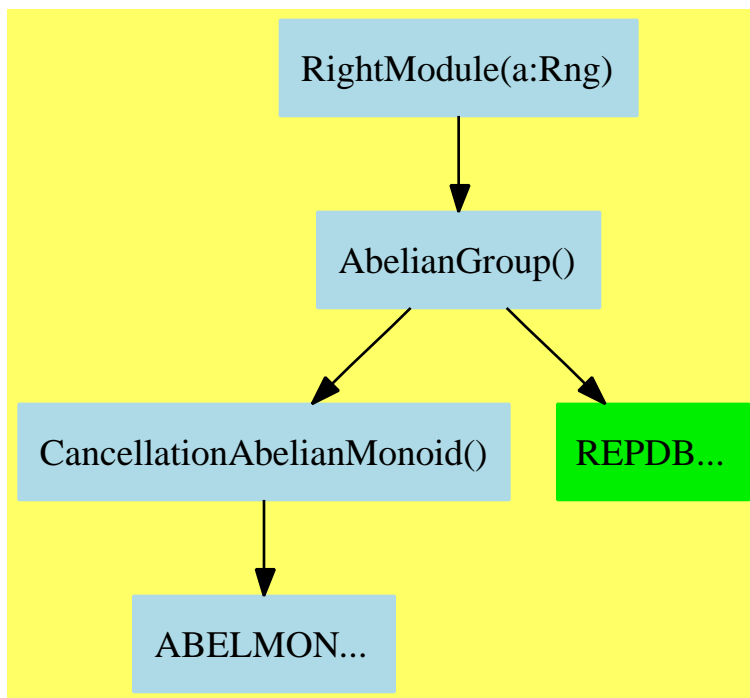 RightModule(a:Rng)
AbelianGroup()
CancellationAbelianMonoid()
REPDB...
ABELMON...